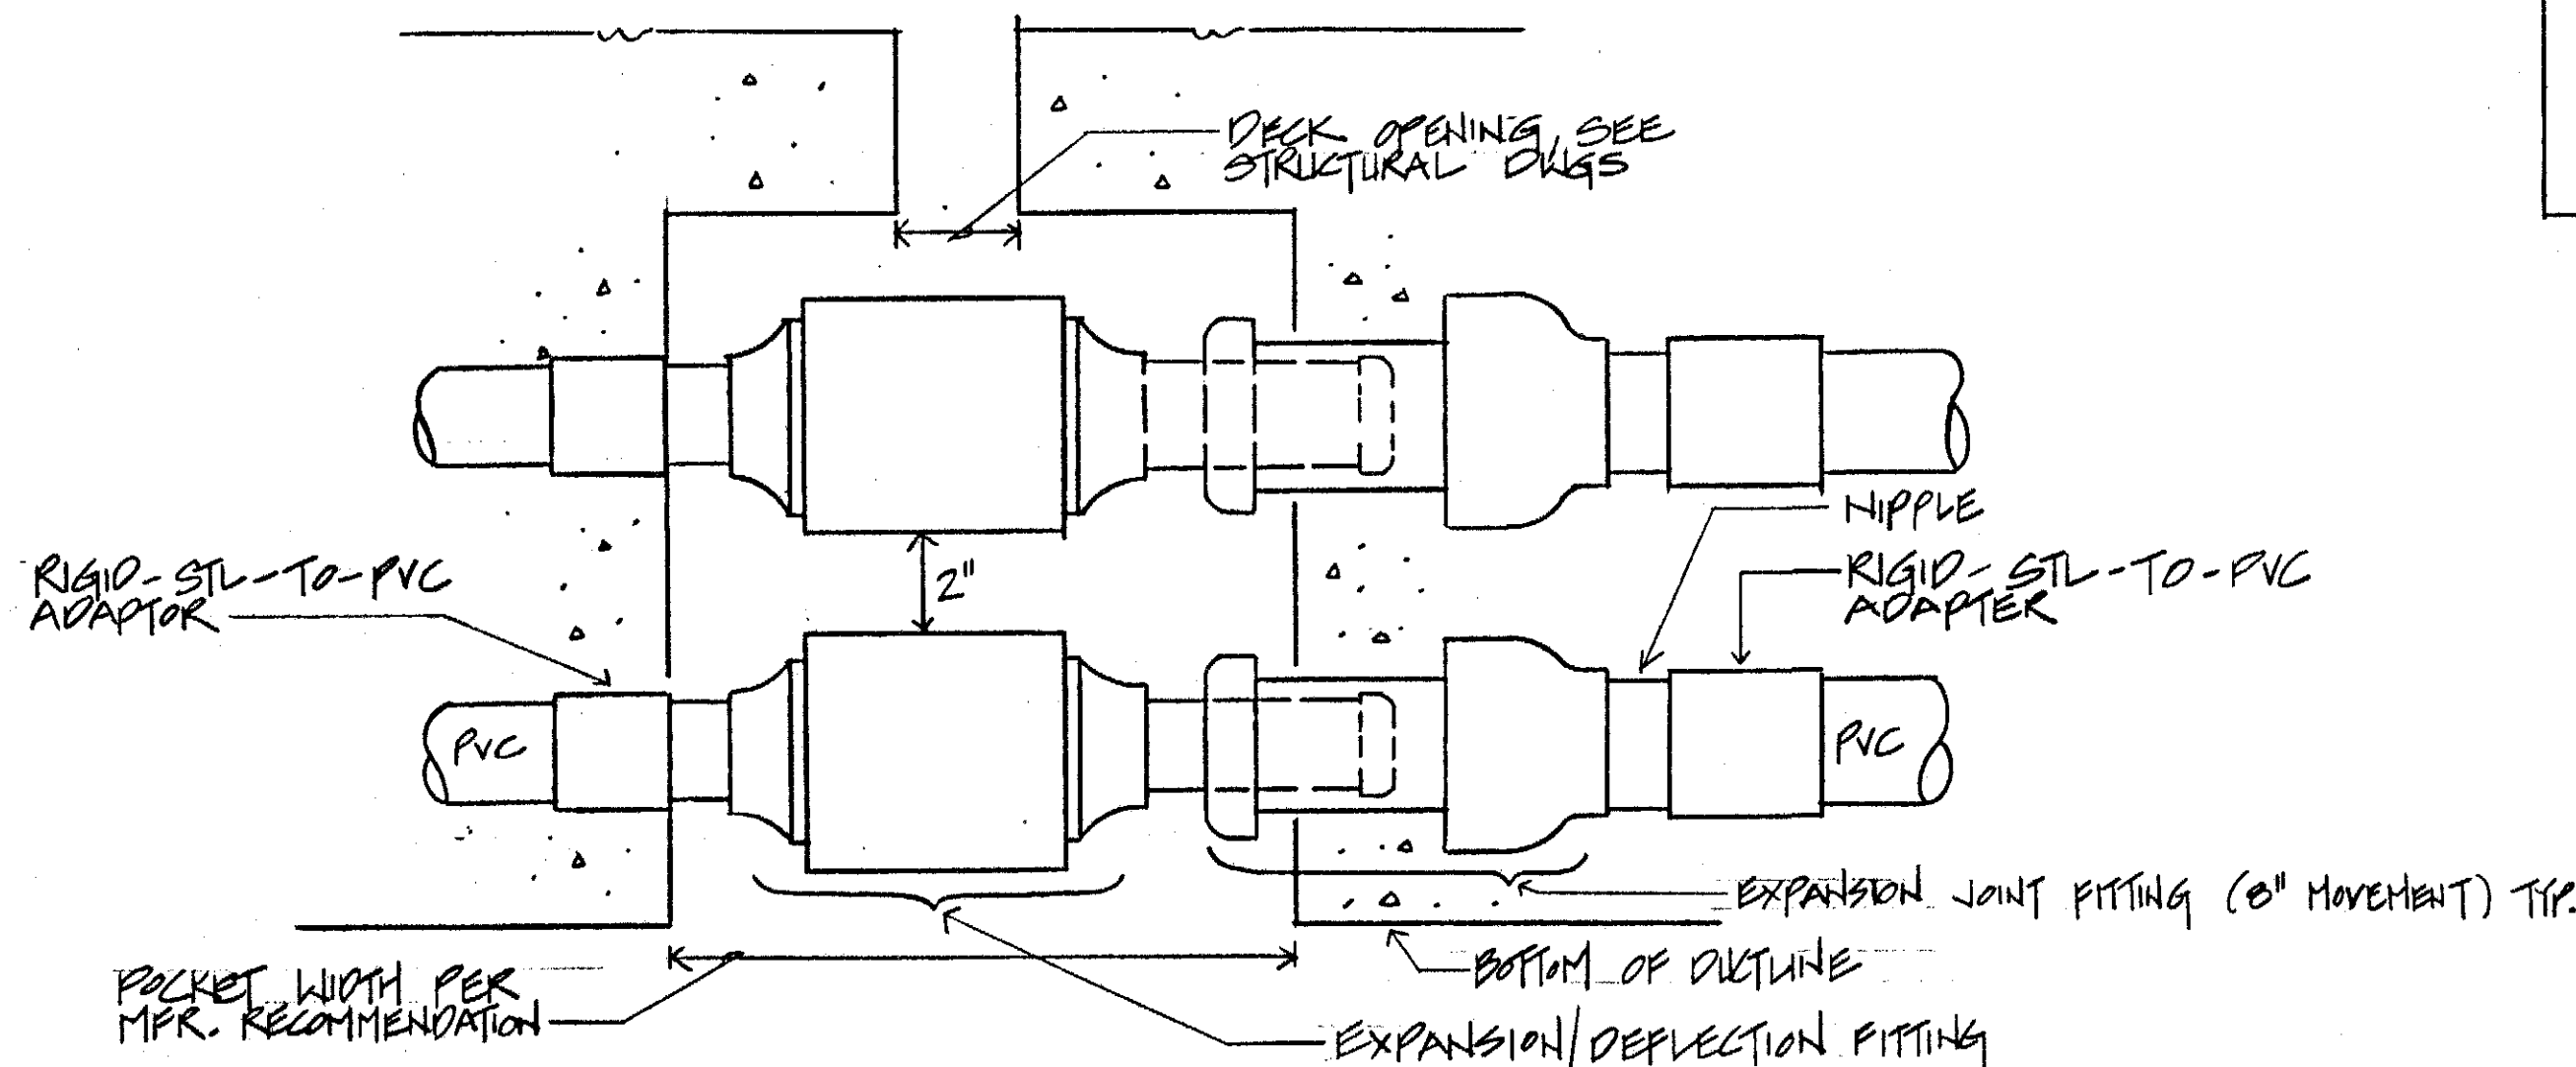 DECK OPENING, SEE
STRUCTURAL DWGS
NIPPLE
RIGID-STL-TO-PVC
ADAPTOR
2"
RIGID-STL-TO-PVC
ADAPTER
PVC
PVC
EXPANSION JOINT FITTING (8" MOVEMENT) TYP.
BOTTOM OF DUCTLINE
POCKET WIDTH PER
MFR. RECOMMENDATION
EXPANSION/DEFLECTION FITTING